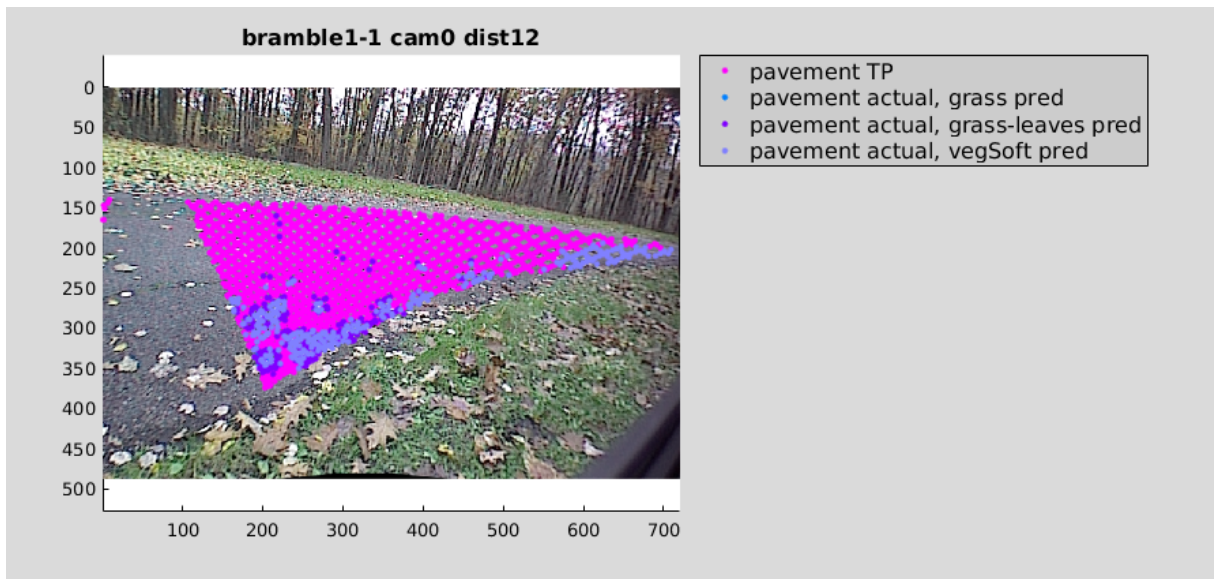 bramble1-1 cam0 dist12
pavement TP
pavement actual, grass pred
pavement actual, grass-leaves pred
pavement actual, vegSoft pred
0
50
100
150
200
250
300
350
400
450
500
100 200 300 400 500 600 700